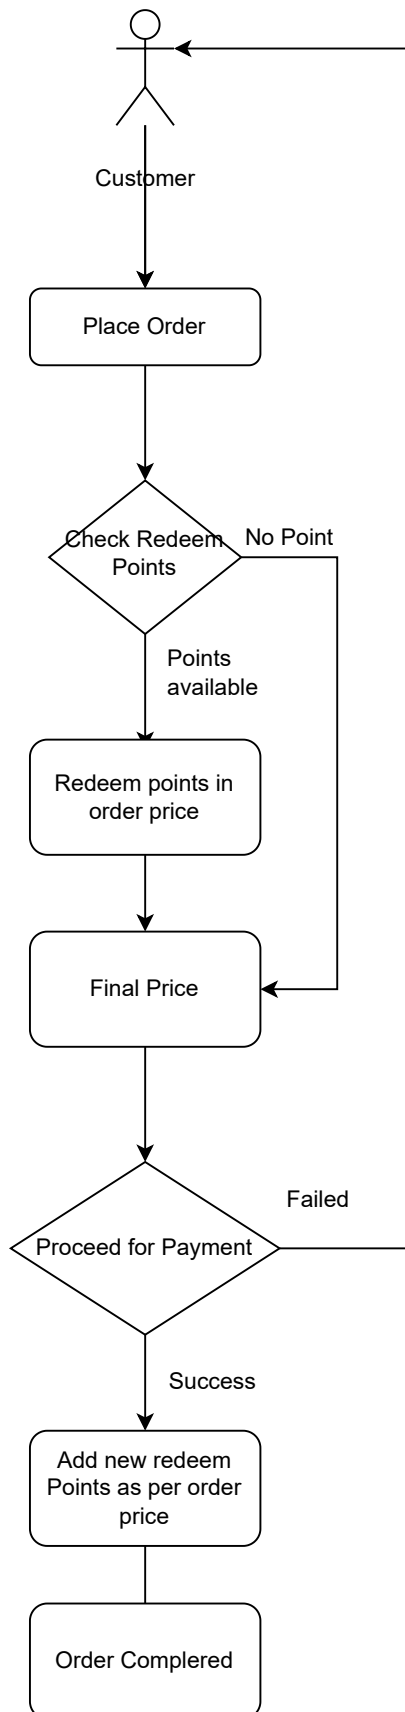 Customer
Place Order
Check Redeem
Points
No Point
Points
available
Redeem points in
order price
Final Price
Failed
Proceed for Payment
Success
Add new redeem
Points as per order
price
Order Complered